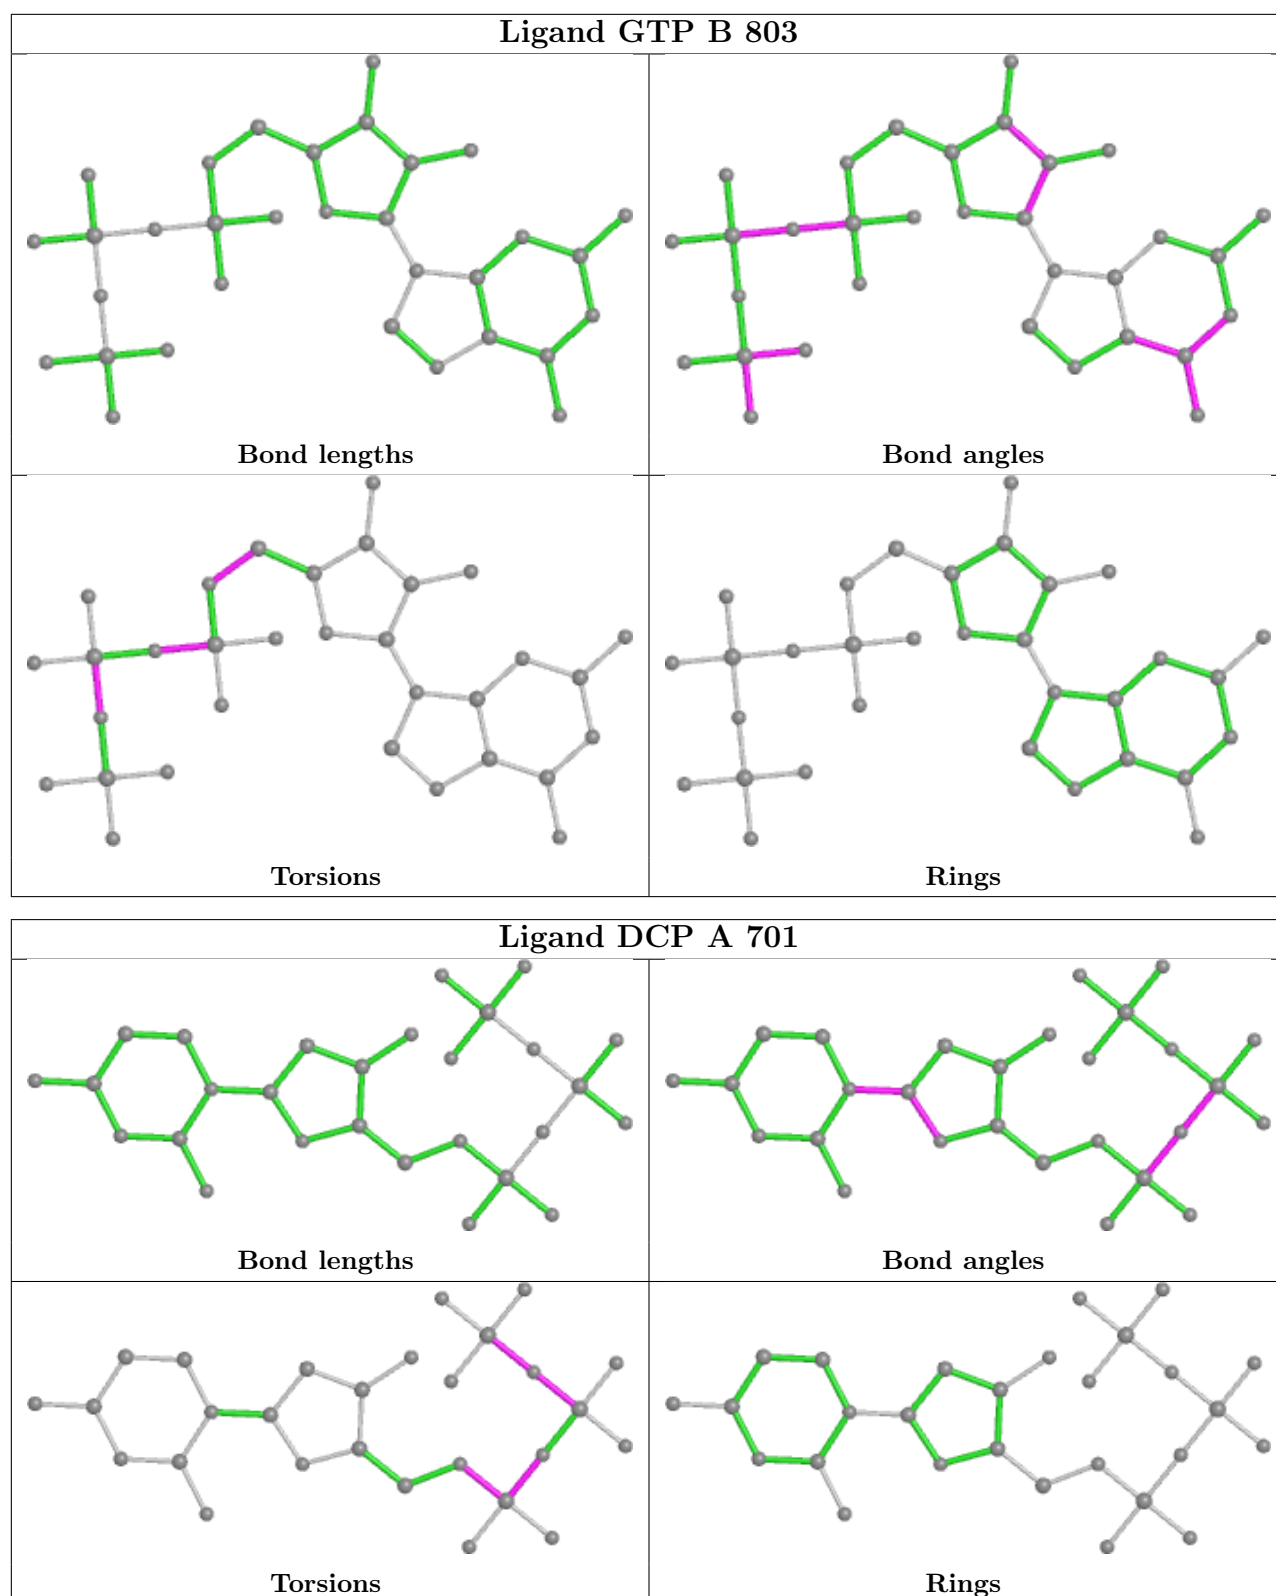 Ligand GTP B 803
Bond lengths
Bond angles
Torsions
Rings
Ligand DCP A 701
Bond lengths
Bond angles
Torsions
Rings